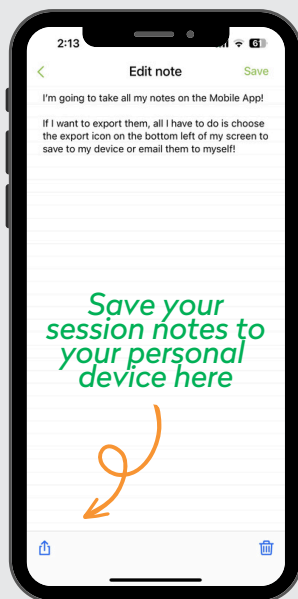 2:13
61
Edit note
Save
I'm going to take all my notes on the Mobile App!
If I want to export them, all I have to do is choose
the export icon on the bottom left of my screen to
save to my device or email them to myself!
Save your
session notes to
your personal
device here